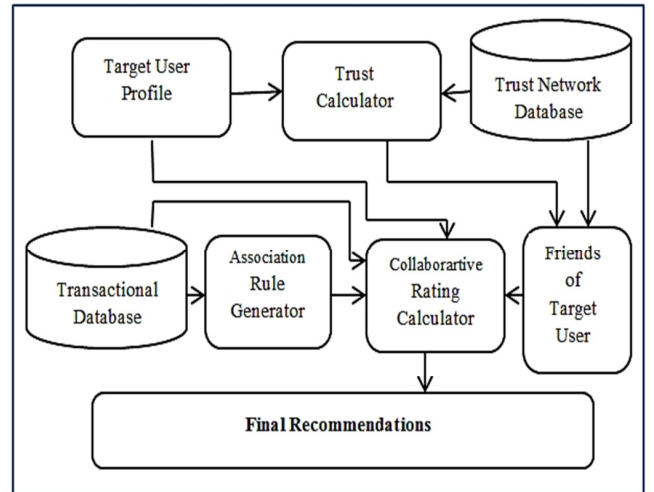 Target User
Profile
Trust
Calculator
Trust Network
Database
Transactional
Database
Association
Rule
Generator
Collaborartive
Rating
Calculator
Friends
of
Target
User
Final Recommendations